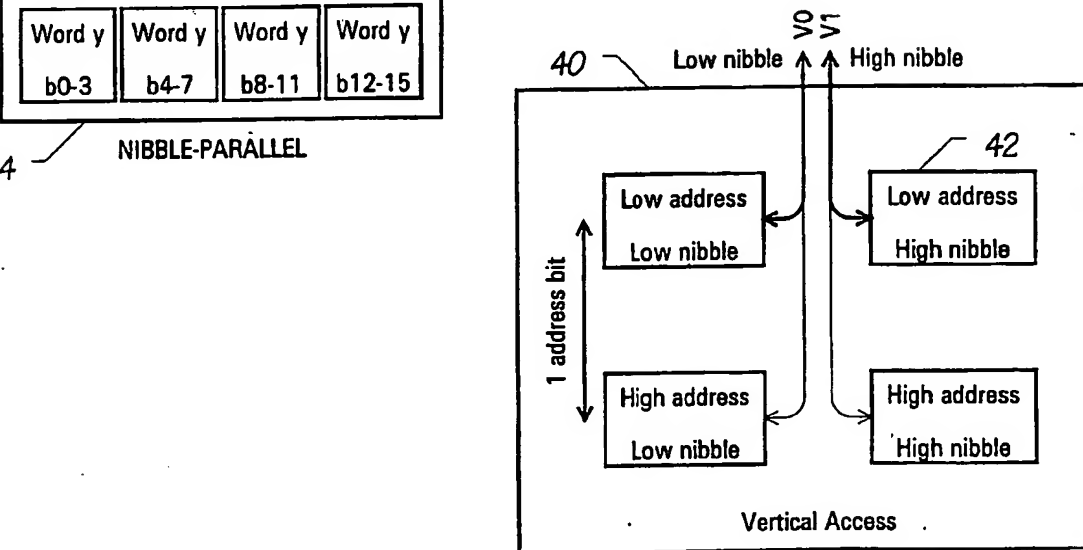 Word y Word y Word y Word y
b0-3 b4-7 b8-11 b12-15
4
NIBBLE-PARALLEL
V0
V1
40
Low nibble
High nibble
42
Low address
Low nibble
Low address
High nibble
1 address bit
High address
Low nibble
High address
High nibble
Vertical Access